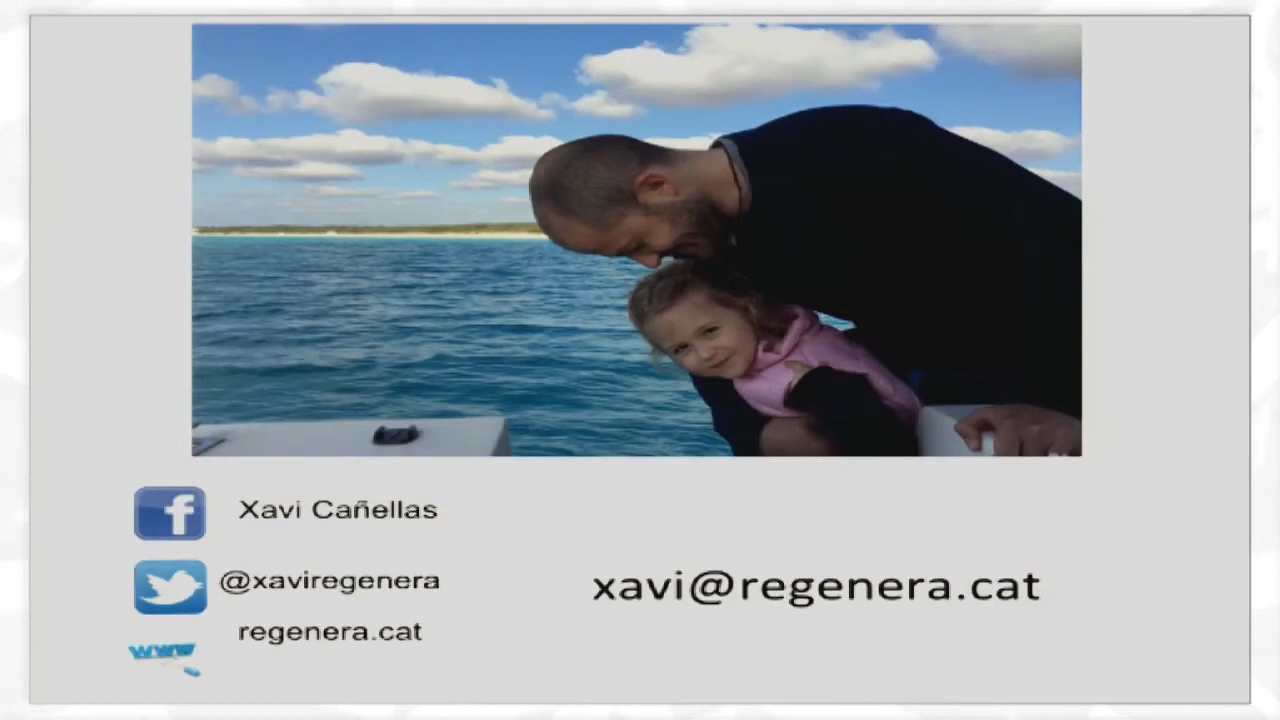 f
Xavi Cañellas
@xaviregenera
xavi@regenera.cat
regenera.cat
www